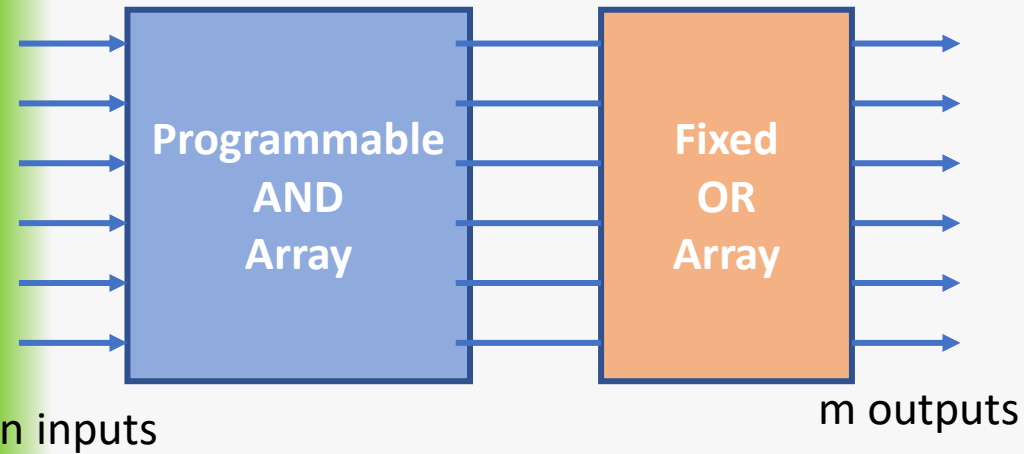 Programmable
AND
Array
Fixed
OR
Array
n inputs
m outputs